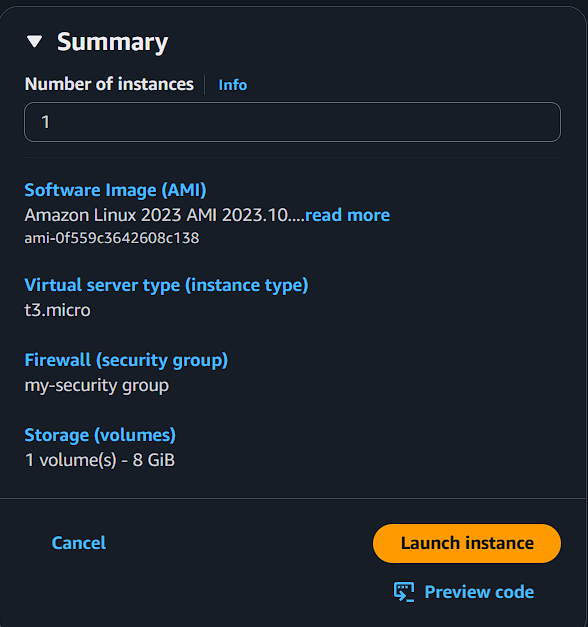 Summary
Number of instances Info
1
Software Image (AMI)
Amazon Linux 2023 AMI 2023.10....read more
ami-0f559c3642608c138
Virtual server type (instance type)
t3.micro
Firewall (security group)
my-security group
Storage (volumes)
1 volume(s) - 8 GiB
Cancel
Launch instance
Preview code